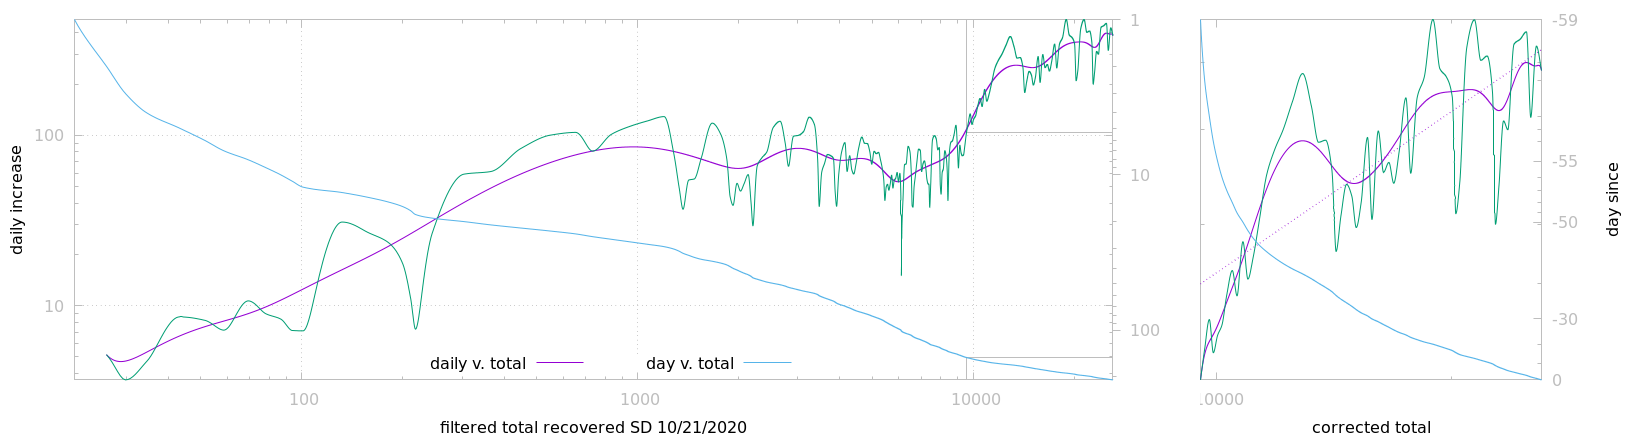 1
-59
100
daily increase
10
-55
-50
day since
10
100
-30
daily v. total
day v. total
0
100
1000
10000
0000
filtered total recovered SD 10/21/2020
corrected total